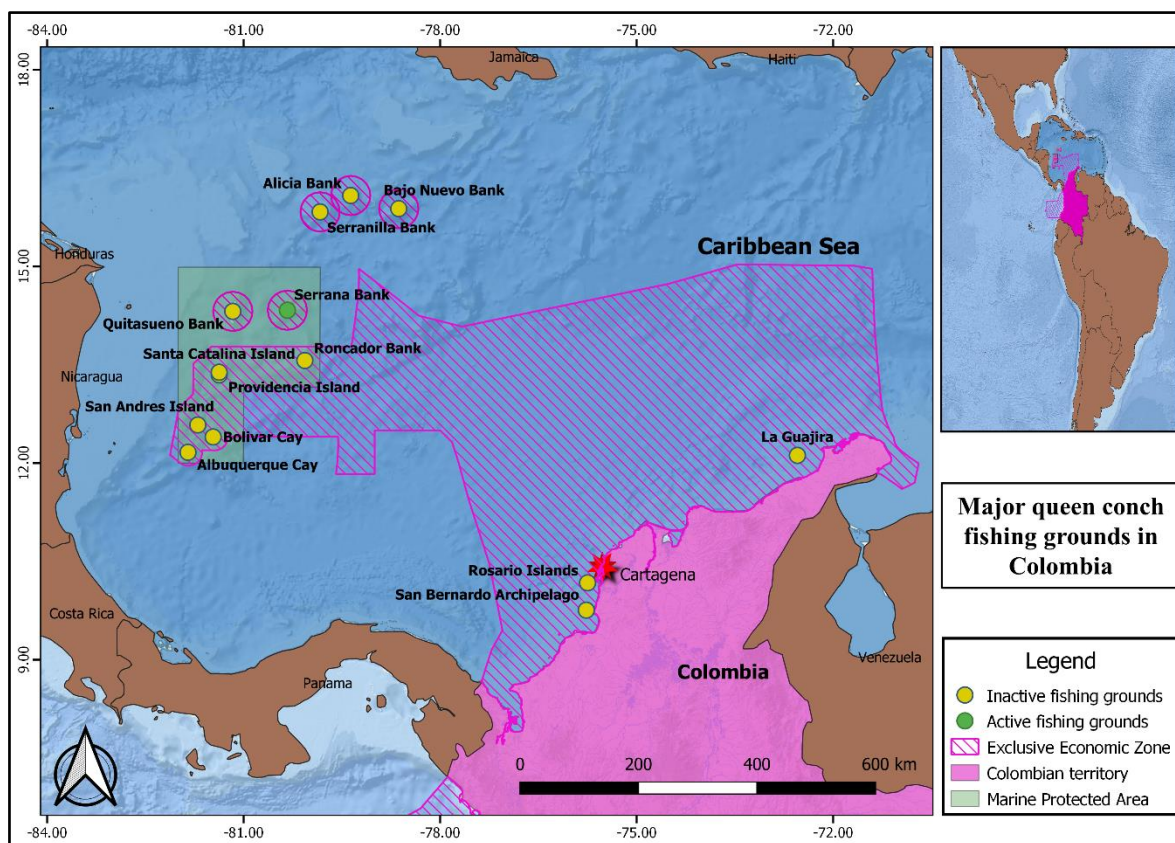 -84.00
-81.00
-78.00
-75.00
-72.00
18.00
Jamaica
Haiti
Alicia Bank
Bajo Nuevo Bank
Serranilla Bank
Caribbean Sea
Honduras
15.00
Serrana Bank
Quitasueno Bank
Santa Catalina Island
Roncador Bank
Nicaragua
Providencia Island
San Andres Island
Bolivar Cay
La Guajira
12.00
Albuquerque Cay
Rosario Islands
Cartagena
San Bernardo Archipelago
Costa Rica
9.00
Colombia
Venezuela
Panama
0
200
400
600 km
-84.00
-81.00
-78.00
-75.00
-72.00
Major queen conch
fishing grounds in
Colombia
Legend
Inactive fishing grounds
Active fishing grounds
Exclusive Economic Zone
Colombian territory
Marine Protected Area